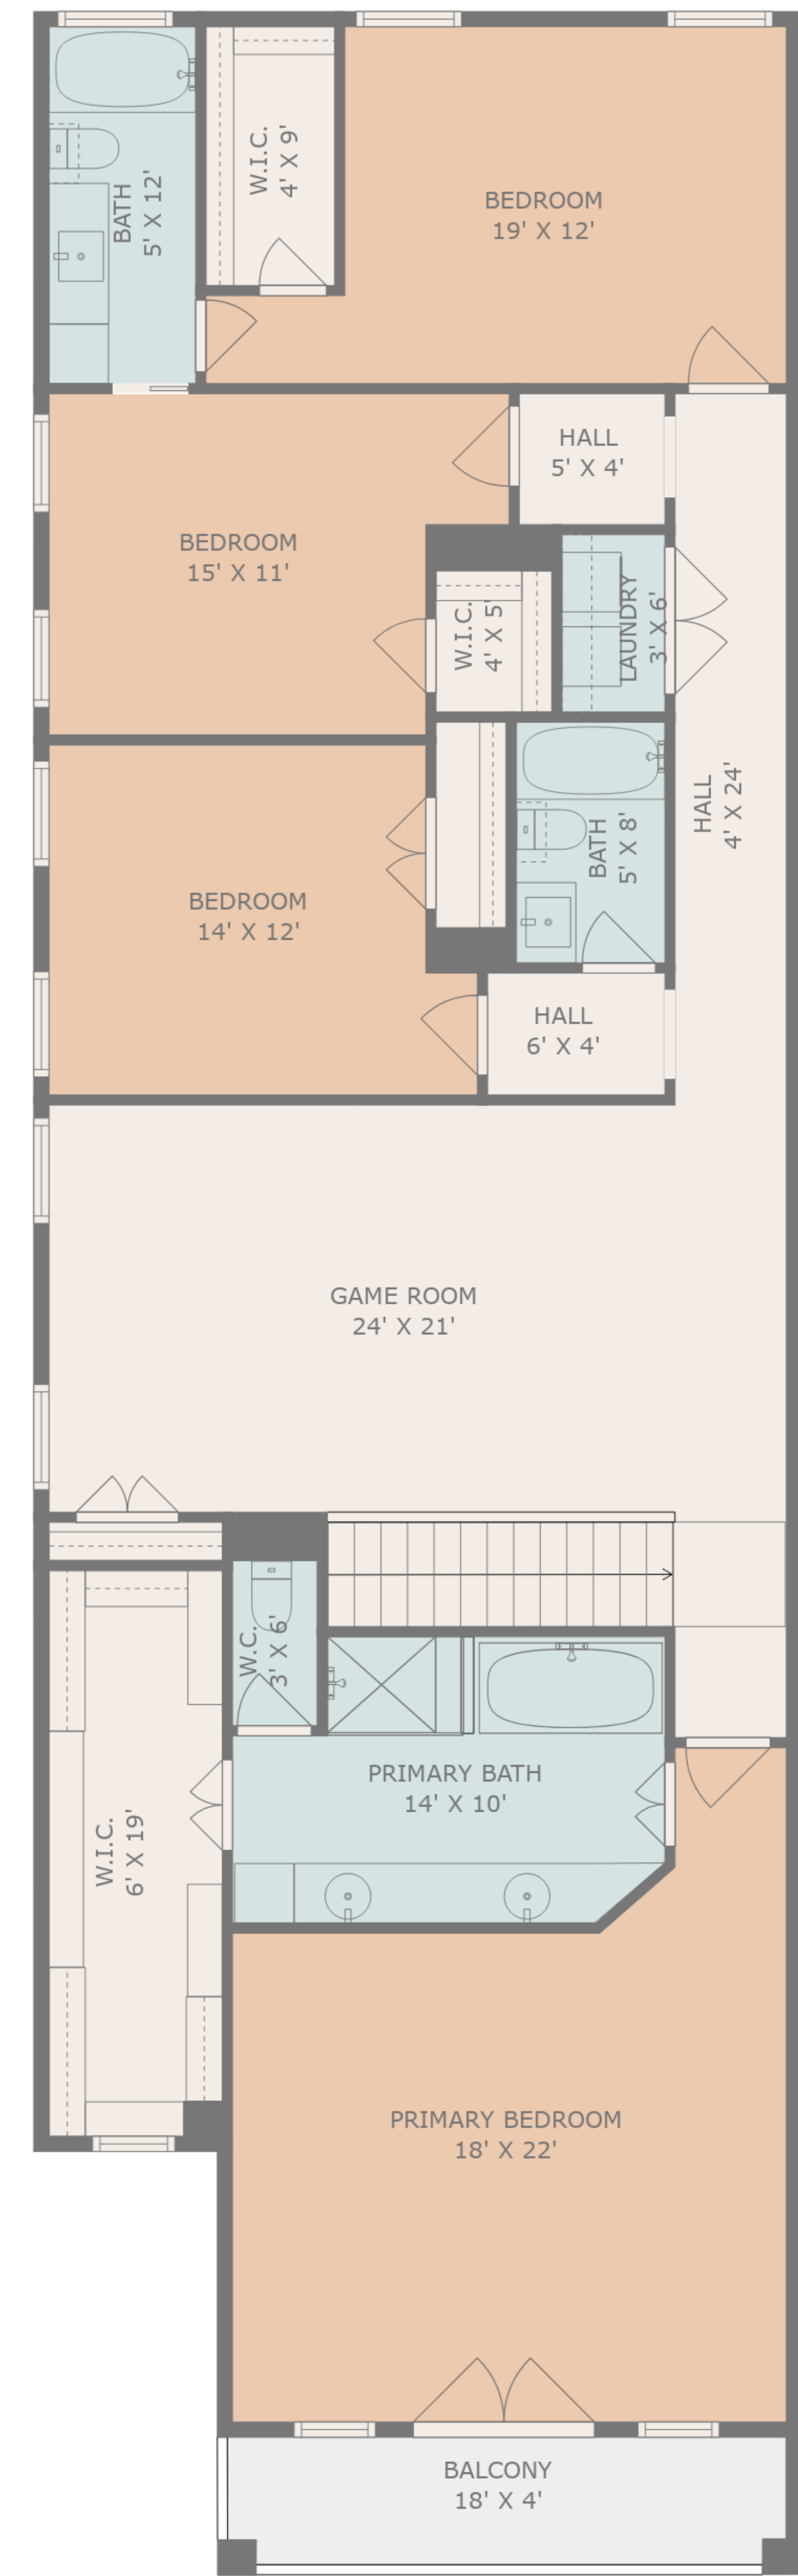 BATH
5' X 12'
W.I.C.
4' X 9'
BEDROOM
19' X 12'
HALL
5' X 4'
BEDROOM
15' X 11'
W.I.C.
4' X 5'
LAUNDRY
3' X 6'
HALL
4' X 24'
BATH
5' X 8'
BEDROOM
14' X 12'
HALL
6' X 4'
GAME ROOM
24' X 21'
W.C.
3' X 6'
PRIMARY BATH
14' X 10'
W.I.C.
6' X 19'
PRIMARY BEDROOM
18' X 22'
BALCONY
18' X 4'